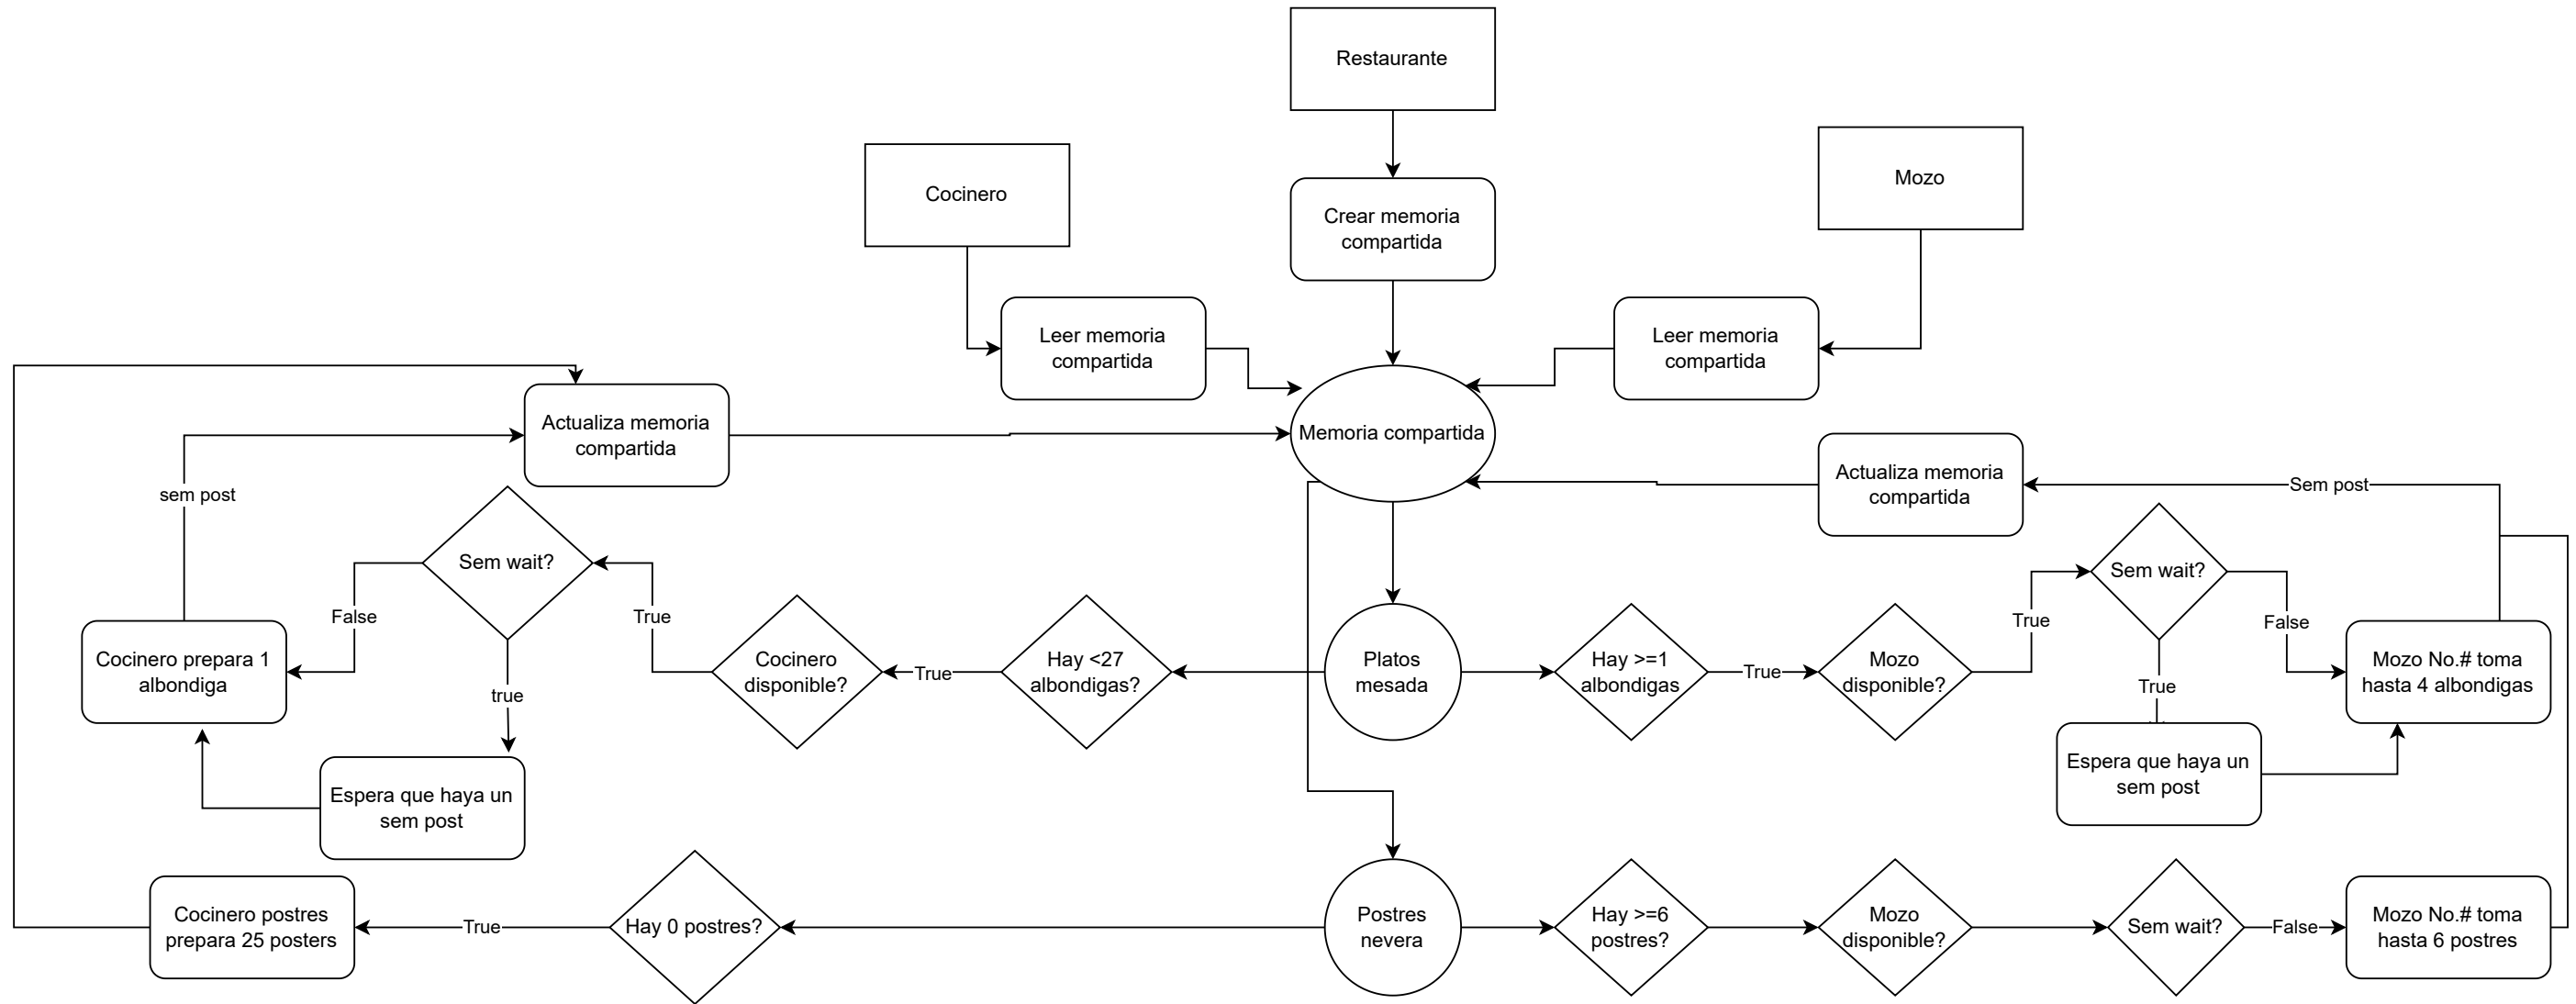 Restaurante
Cocinero
Mozo
Crear memoria
compartida
Leer memoria
compartida
Leer memoria
compartida
Actualiza memoria
compartida
Memoria compartida
Actualiza memoria
compartida
Sem post
sem post
Sem wait?
Sem wait?
False
True
True
False
Cocinero prepara 1
albondiga
Cocinero
disponible?
True
Hay <27
albondigas?
Platos
mesada
Hay >=1
albondigas
True
Mozo
disponible?
Mozo No.# toma
hasta 4 albondigas
true
True
Espera que haya un
sem post
Espera que haya un
sem post
Cocinero postres
prepara 25 posters
True
Hay 0 postres?
Postres
nevera
Hay >=6
postres?
Mozo
disponible?
Sem wait?
False
Mozo No.# toma
hasta 6 postres